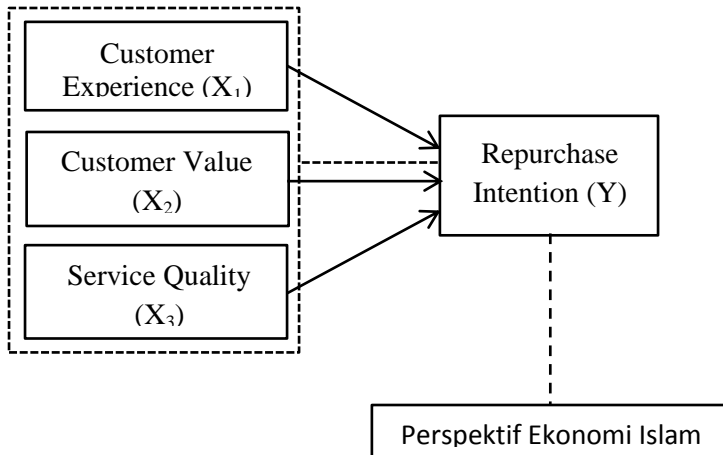 Customer
Experience (X₁)
Customer Value
(X₂)
Service Quality
(X₃)
Repurchase
Intention (Y)
Perspektif Ekonomi Islam